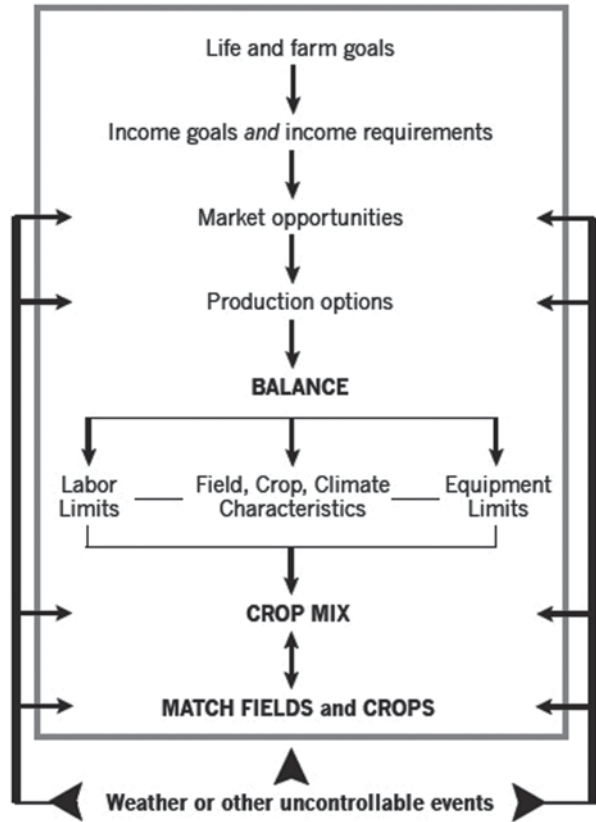 Life and farm goals
Income goals and income requirements
Market opportunities
Production options
BALANCE
Labor
Limits
Field, Crop, Climate
Characteristics
Equipment
Limits
CROP MIX
MATCH FIELDS and CROPS
Weather or other uncontrollable events